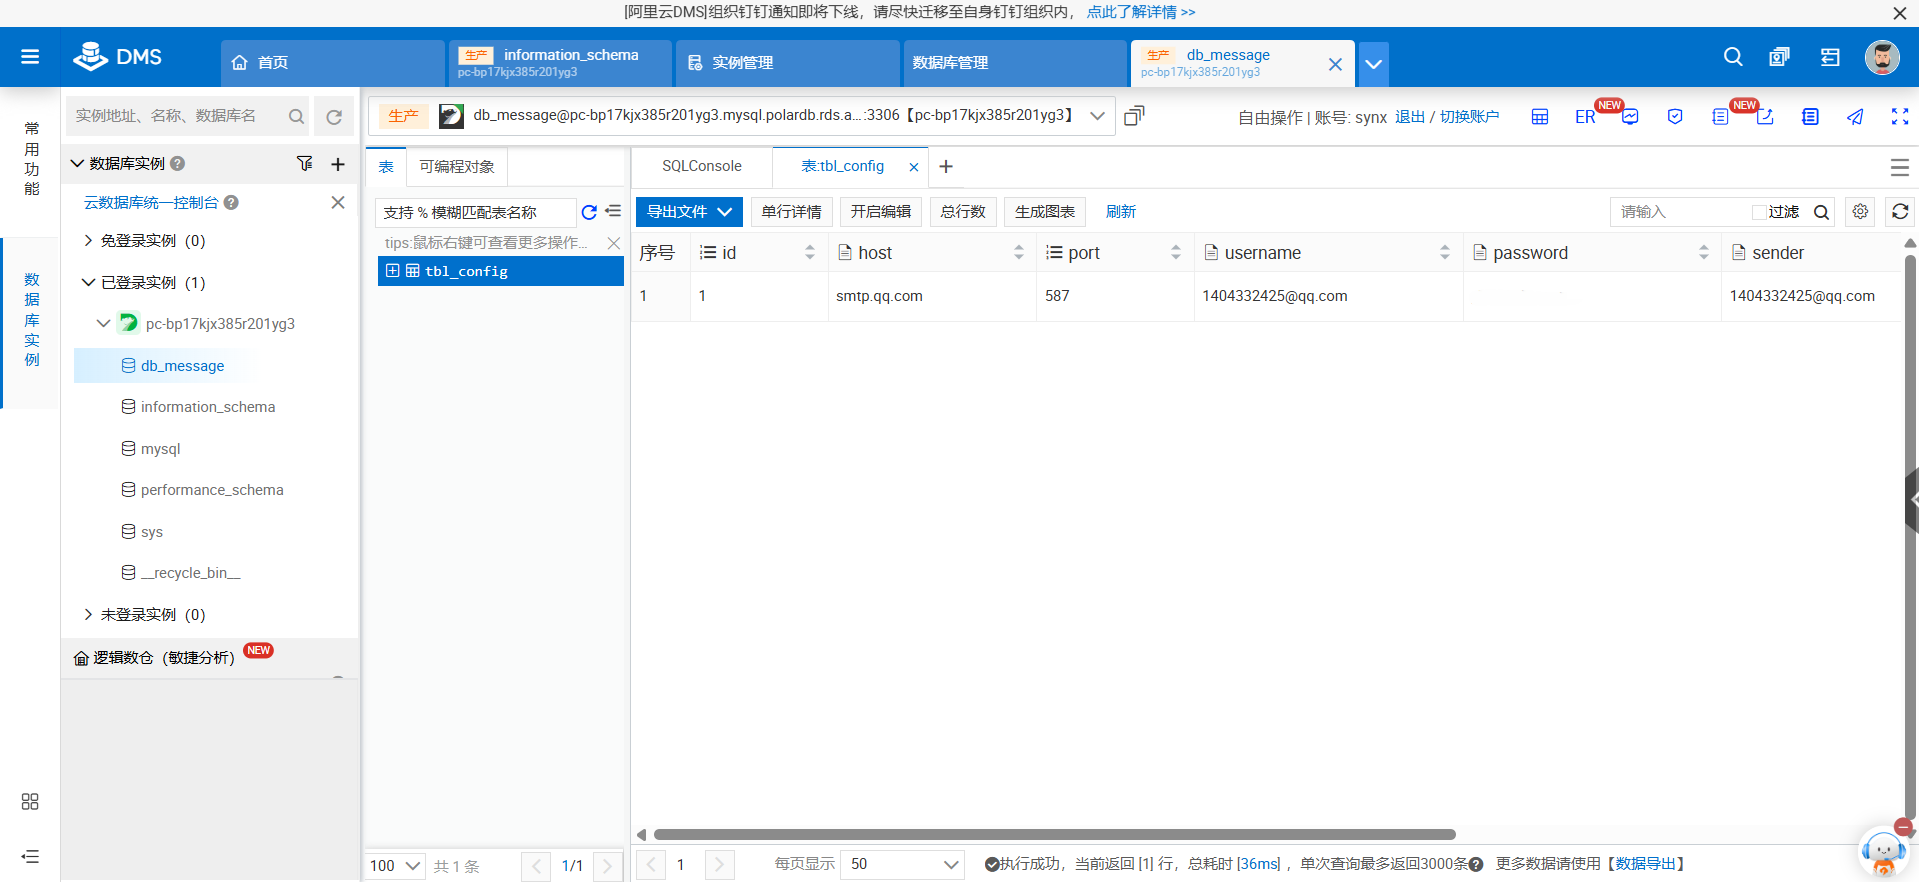 [阿里云DMS]组织钉钉通知即将下线，请尽快迁移至自身钉钉组织内， 点此了解详情 >>
DMS
首页
生产 information_schema
pc-bp17kjx385r201yg3
实例管理
数据库管理
生产 db_message
pc-bp17kjx385r201yg3
常用功能
数据库实例
实例地址、名称、数据库名
数据库实例
云数据库统一控制台
免登录实例 (0)
已登录实例 (1)
pc-bp17kjx385r201yg3
db_message
information_schema
mysql
performance_schema
sys
__recycle_bin__
未登录实例 (0)
逻辑数仓 (敏捷分析) NEW
生产 db_message@pc-bp17kjx385r201yg3.mysql.polardb.rds.a...:3306【pc-bp17kjx385r201yg3】
自由操作 | 账号: synx 退出 / 切换账户
ER NEW NEW
表 可编程对象
支持 % 模糊匹配表名称
tips:鼠标右键可查看更多操作...
tbl_config
SQLConsole 表:tbl_config
导出文件 单行详情 开启编辑 总行数 生成图表 刷新 请输入 过滤
序号 id host port username password sender
1 1 smtp.qq.com 587 1404332425@qq.com 1404332425@qq.com
100 共 1 条 1/1
1 每页显示 50 执行成功，当前返回 [1] 行，总耗时 [36ms] ，单次查询最多返回3000条 更多数据请使用【数据导出】